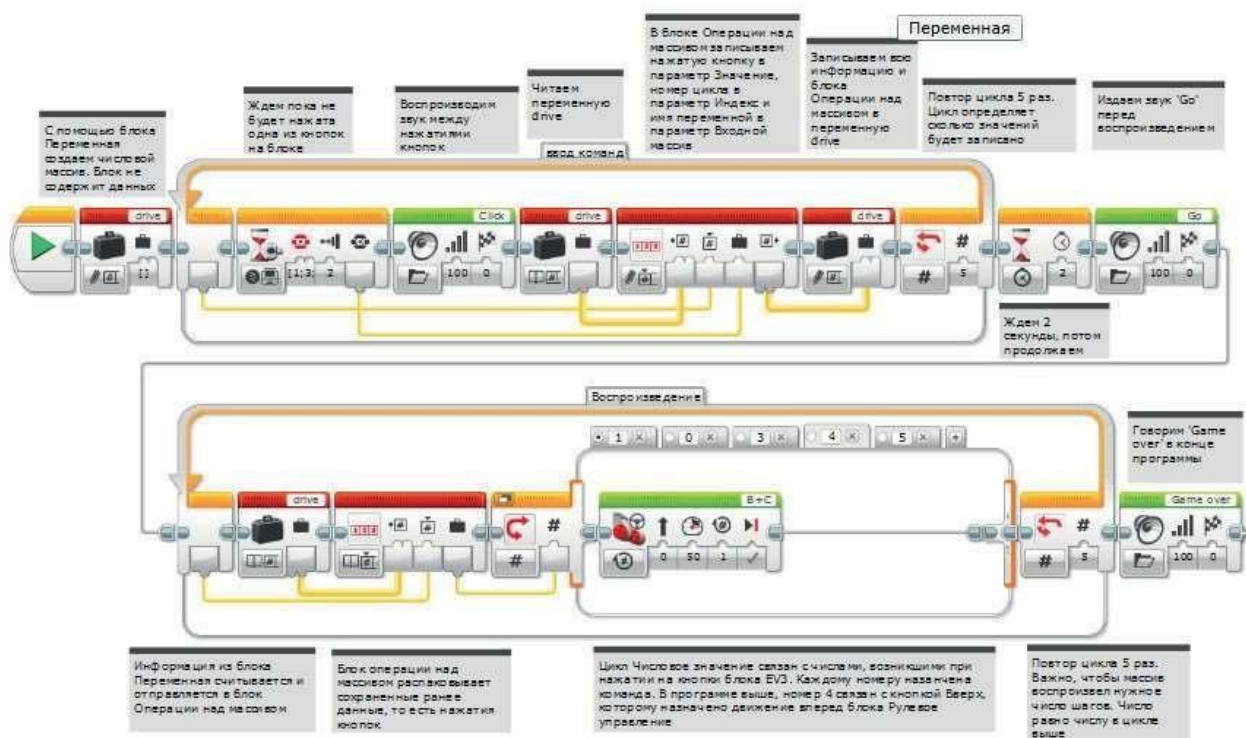 Переменная
С помощью блока
Переменная
создаем числовой
массив. Блок не
содержит данных
Ждем пока не
будет нажата
одна из кнопок
на блоке
Воспроизводим
звук между
нажатиями
кнопок
Читаем
переменную
drive
В блоке Операции над
массивом записываем
нажатую кнопку в
параметр Значение,
номер цикла в
параметр Индекс и
имя переменной в
параметр Входной
массив
Записываем всю
информацию и
блока
Операции над
массивом в
переменную
drive
Повтор цикла 5 раз.
Цикл определяет
сколько значений
будет записано
Издаем звук 'Go'
перед
воспроизведением
ввод команд
drive
Click
drive
drive
Go
[ ]
[1;3;
2
100
0
#
5
2
100
0
Ждем 2
секунды, потом
продолжаем
Воспроизведение
1
0
3
4
5
+
Говорим 'Game
over' в конце
программы
drive
B+C
Game over
#
0
50
1
#
5
100
0
Информация из блока
Переменная считывается и
отправляется в блок
Операции над массивом
Блок операции над
массивом распаковывает
сохраненные ранее
данные, то есть нажатия
кнопок
Цикл Числовое значение связан с числами, возникшими при
нажатии на кнопки блока EV3. Каждому номеру назанчена
команда. В программе выше, номер 4 связан с кнопкой Вверх,
которому назначено движение вперед блока Рулевое
управление
Повтор цикла 5 раз.
Важно, чтобы массив
воспроизвел нужное
число шагов. Число
равно числу в цикле
выше